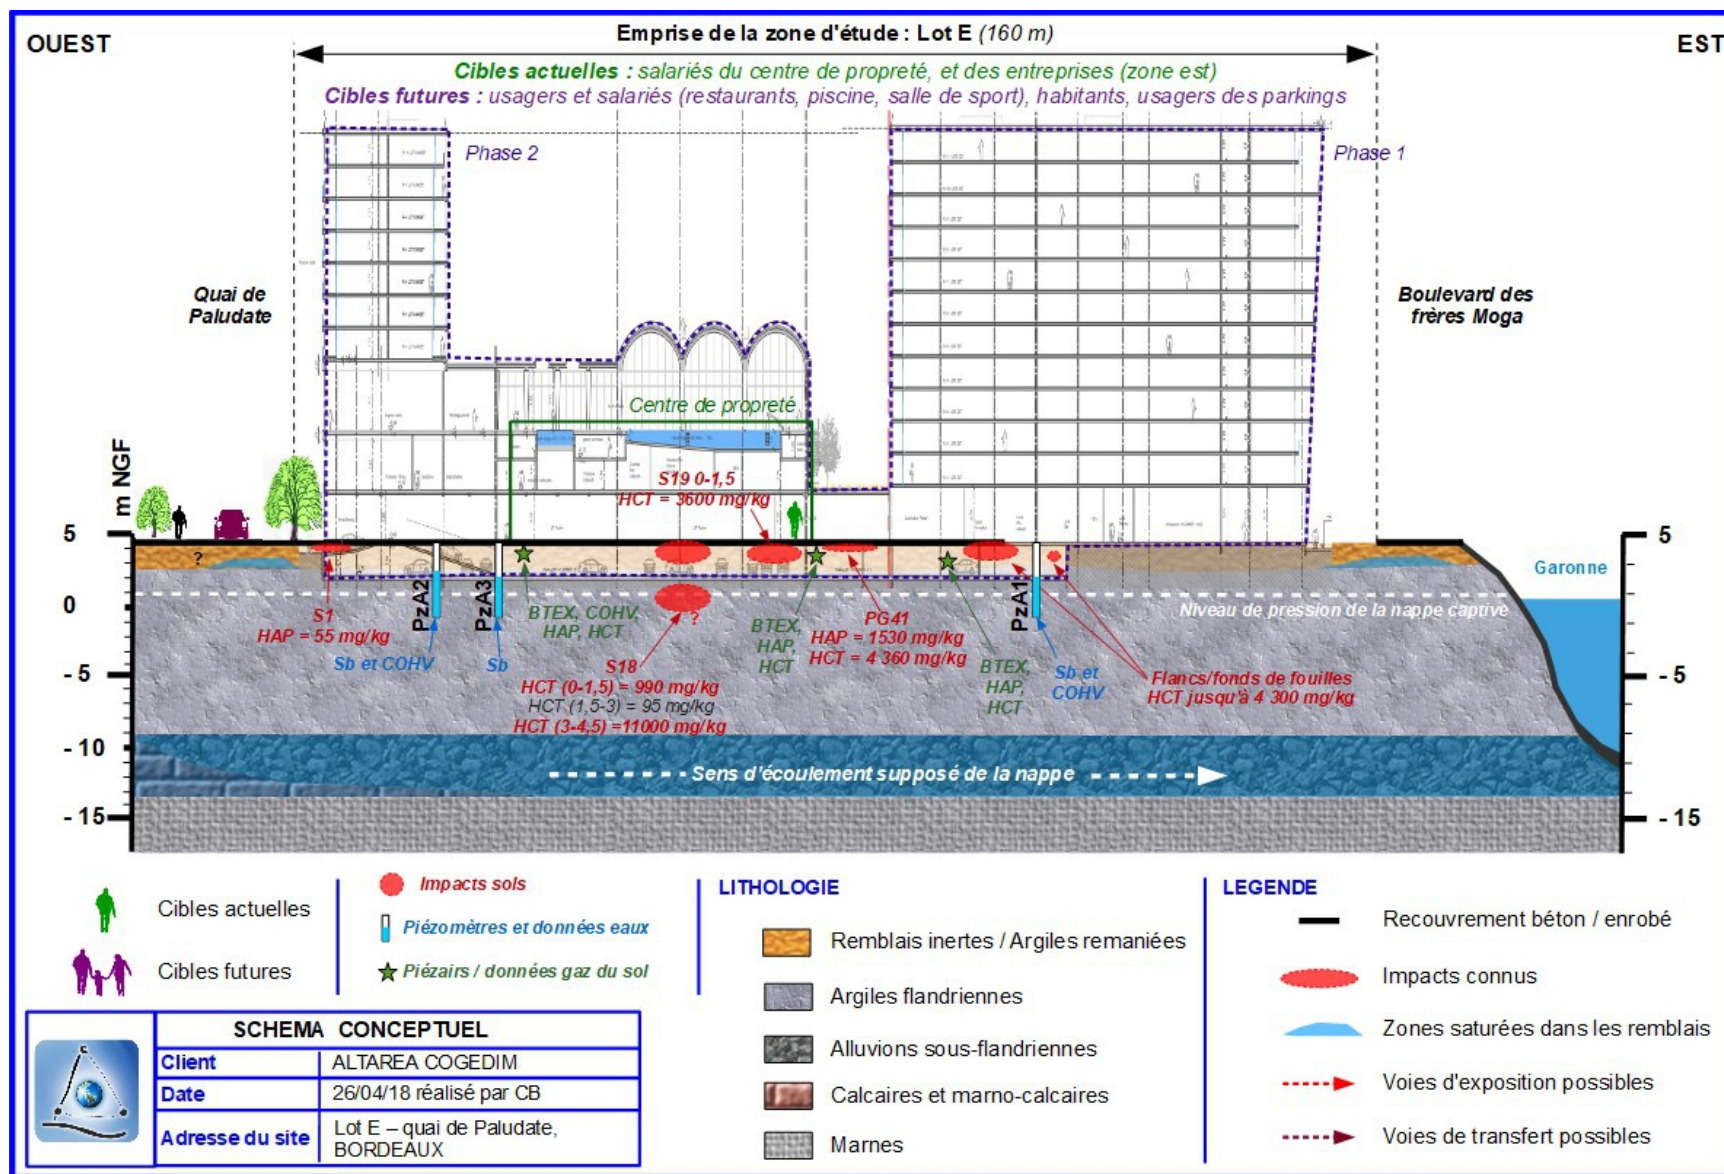 OUEST
Emprise de la zone d'étude : Lot E (160 m)
EST
Cibles actuelles : salariés du centre de propreté, et des entreprises (zone est)
Cibles futures : usagers et salariés (restaurants, piscine, salle de sport), habitants, usagers des parkings
Phase 2
Phase 1
Quai de
Paludate
Boulevard des
frères Moga
Centre de propreté
m NGF
S19 0-1,5
HCT = 3600 mg/kg
5
0
- 5
- 10
- 15
5
0
- 5
- 10
- 15
?
Garonne
Niveau de pression de la nappe captive
S1
HAP = 55 mg/kg
PzA2
PzA3
PzA1
Sb et COHV
Sb
BTEX, COHV,
HAP, HCT
?
S18
HCT (0-1,5) = 990 mg/kg
HCT (1,5-3) = 95 mg/kg
HCT (3-4,5) =11000 mg/kg
BTEX,
HAP,
HCT
PG41
HAP = 1530 mg/kg
HCT = 4 360 mg/kg
BTEX,
HAP,
HCT
Sb et
COHV
Flancs/fonds de fouilles
HCT jusqu'à 4 300 mg/kg
Sens d'écoulement supposé de la nappe
Cibles actuelles
Cibles futures
Impacts sols
Piézomètres et données eaux
Piézairs / données gaz du sol
LITHOLOGIE
Remblais inertes / Argiles remaniées
Argiles flandriennes
Alluvions sous-flandriennes
Calcaires et marno-calcaires
Marnes
LEGENDE
Recouvrement béton / enrobé
Impacts connus
Zones saturées dans les remblais
Voies d'exposition possibles
Voies de transfert possibles
SCHEMA CONCEPTUEL
Client
ALTAREA COGEDIM
Date
26/04/18 réalisé par CB
Adresse du site
Lot E – quai de Paludate,
BORDEAUX